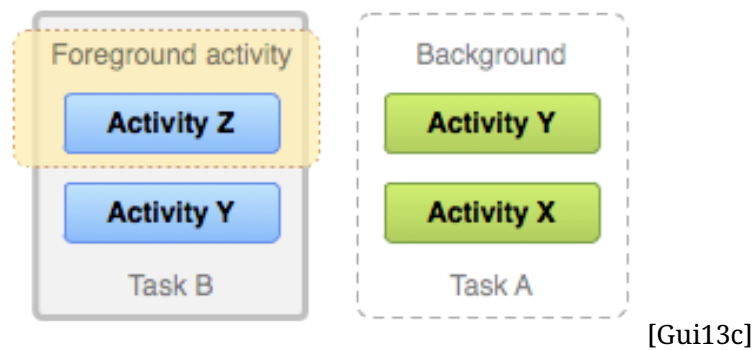 Foreground activity
Background
Activity Z
Activity Y
Activity Y
Activity X
Task B
Task A
[Gui13c]